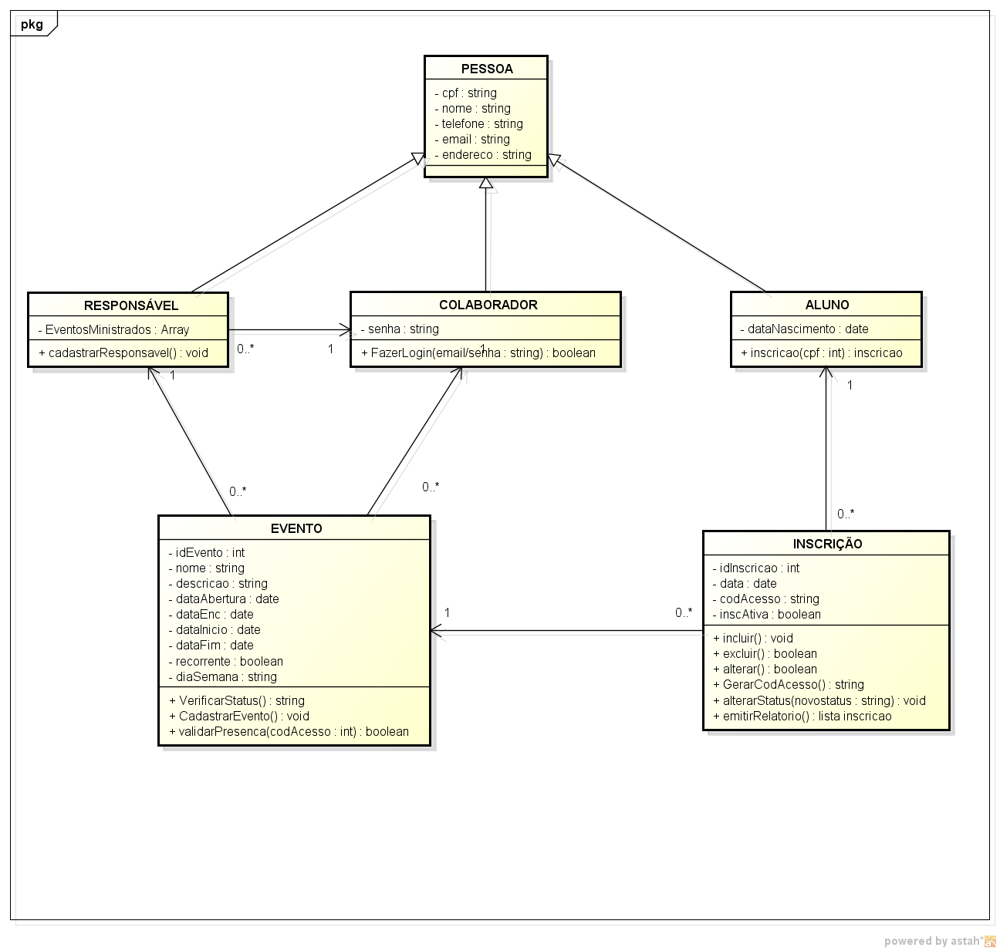 pkg
PESSOA
- cpf : string
- nome : string
- telefone : string
- email : string
- endereco : string
RESPONSÁVEL
- EventosMinistrados : Array
+ cadastrarResponsavel() : void
0..*
1
COLABORADOR
- senha : string
+ FazerLogin(email/senha : string) : boolean
1
ALUNO
- dataNascimento : date
+ inscricao(cpf : int) : inscricao
1
1
0..*
0..*
0..*
EVENTO
- idEvento : int
- nome : string
- descricao : string
- dataAbertura : date
- dataEnc : date
- dataInicio : date
- dataFim : date
- recorrente : boolean
- diaSemana : string
+ VerificarStatus() : string
+ CadastrarEvento() : void
+ validarPresenca(codAcesso : int) : boolean
1
0..*
INSCRIÇÃO
- idInscricao : int
- data : date
- codAcesso : string
- inscAtiva : boolean
+ incluir() : void
+ excluir() : boolean
+ alterar() : boolean
+ GerarCodAcesso() : string
+ alterarStatus(novostatus : string) : void
+ emitirRelatorio() : lista inscricao
powered by astah*